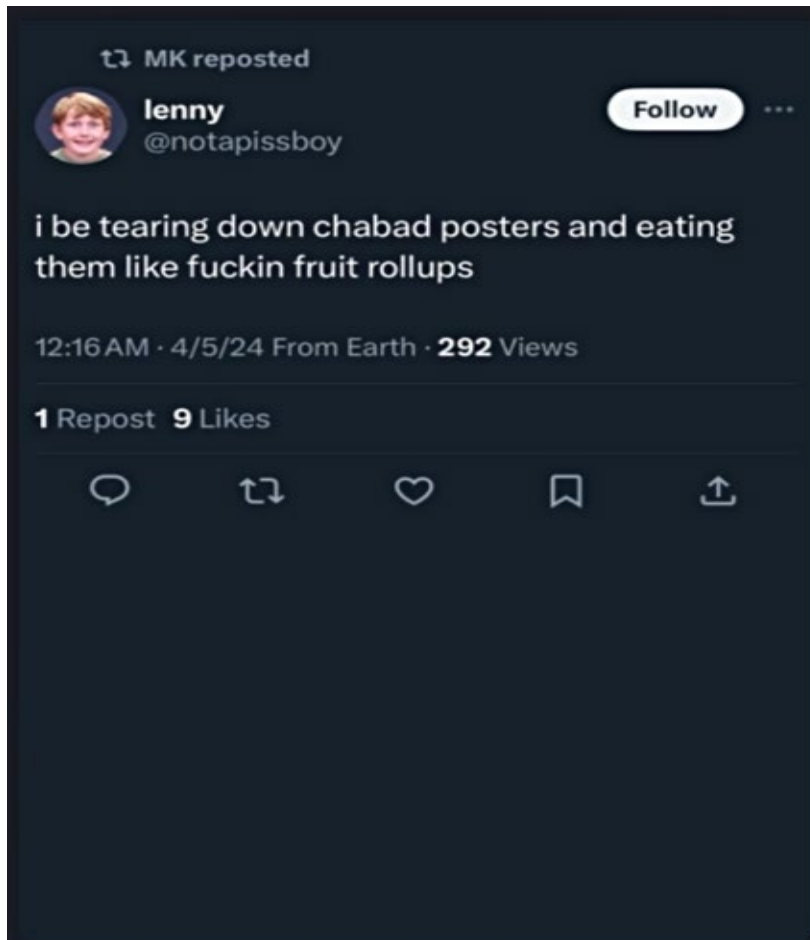 MK reposted
lenny
@notapissboy
Follow
i be tearing down chabad posters and eating
them like fuckin fruit rollups
12:16 AM · 4/5/24 From Earth · 292 Views
1 Repost 9 Likes